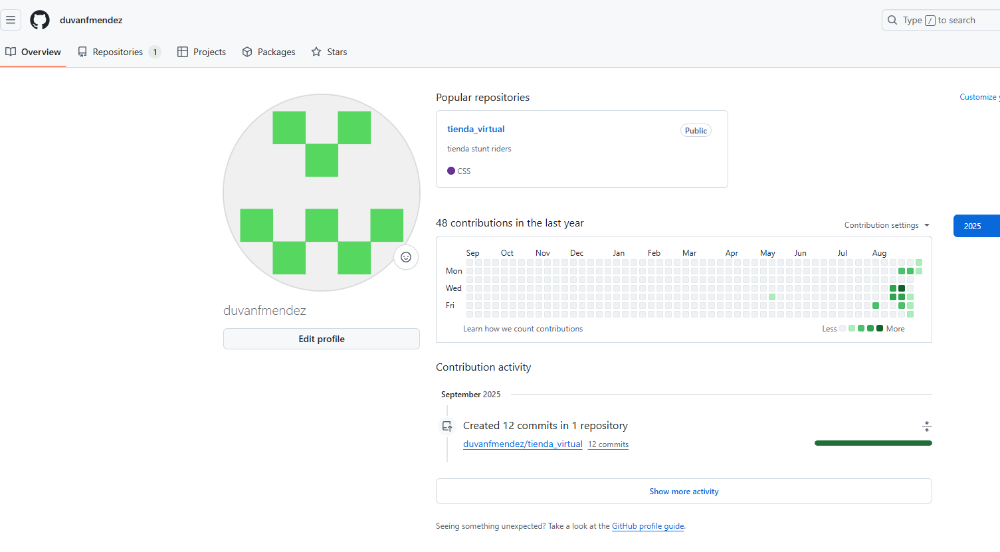 duvanfmendez
Type / to search
Overview Repositories 1 Projects Packages Stars
Popular repositories
Customize
tienda_virtual Public
tienda stunt riders
CSS
48 contributions in the last year
Contribution settings
2025
Sep Oct Nov Dec Jan Feb Mar Apr May Jun Jul Aug
Mon
Wed
Fri
Learn how we count contributions
Less More
duvanfmendez
Edit profile
Contribution activity
September 2025
Created 12 commits in 1 repository
duvanfmendez/tienda_virtual 12 commits
Show more activity
Seeing something unexpected? Take a look at the GitHub profile guide.